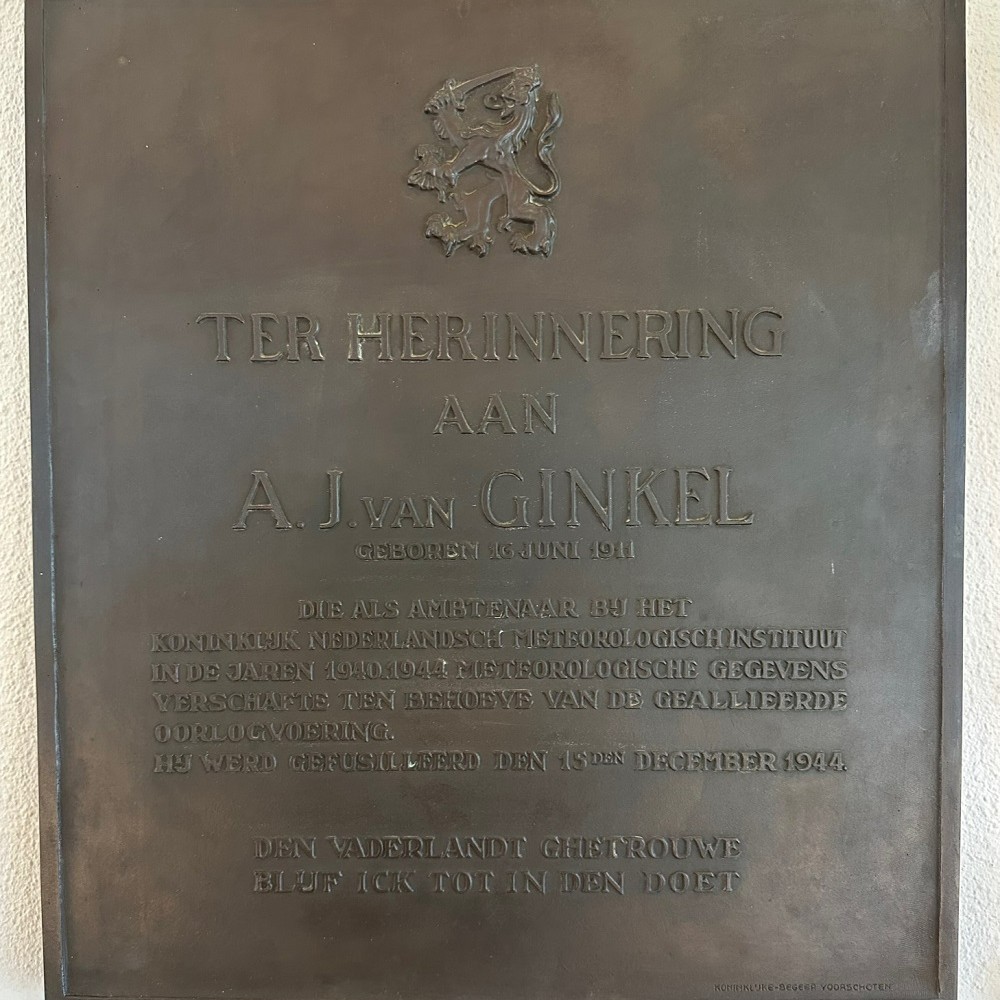 TER HERINNERING
AAN
A. J. VAN GINKEL
GEBOREN 16 JUNI 1911
DIE ALS AMBTENAAR BIJ HET
KONINKLIJK NEDERLANDSCH METEOROLOGISCH INSTITUUT
IN DE JAREN 1940.1944 METEOROLOGISCHE GEGEVENS
VERSCHAFTE TEN BEHOEVE VAN DE GEALLIEERDE
OORLOGVOERING.
HIJ WERD GEFUSILLEERD DEN 15DEN DECEMBER 1944.
DEN VADERLANDT GHETROUWE
BLIJF ICK TOT IN DEN DOET
KONINKLIJKE-BEGEER VOORSCHOTEN